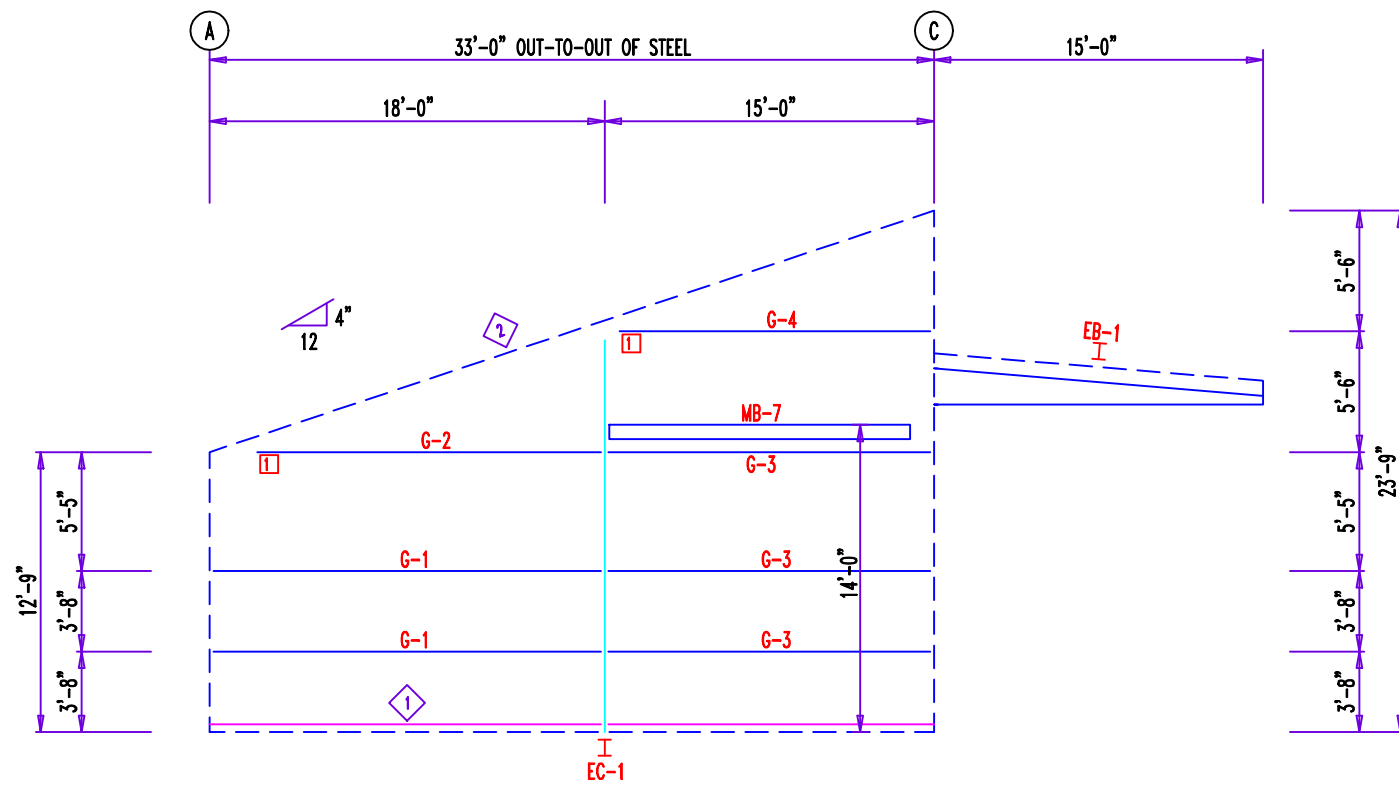 A
C
33'-0" OUT-TO-OUT OF STEEL
15'-0"
18'-0"
15'-0"
5'-6"
4"
12
2
G-4
1
EB-1
5'-6"
MB-7
G-2
1
G-3
23'-9"
5'-5"
5'-5"
12'-9"
G-1
G-3
14'-0"
3'-8"
3'-8"
G-1
G-3
3'-8"
3'-8"
1
EC-1